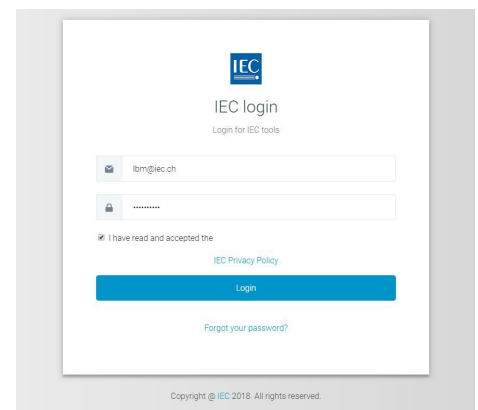 IEC
IEC login
Login for IEC tools
lbm@iec.ch
••••••••••
I have read and accepted the
IEC Privacy Policy
Login
Forgot your password?
Copyright @ IEC 2018. All rights reserved.